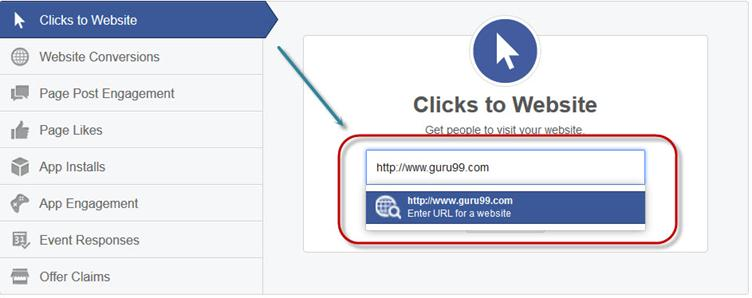 Clicks to Website
Website Conversions
Page Post Engagement
Page Likes
App Installs
App Engagement
Event Responses
Offer Claims
Clicks to Website
Get people to visit your website.
http://www.guru99.com
http://www.guru99.com
Enter URL for a website
31